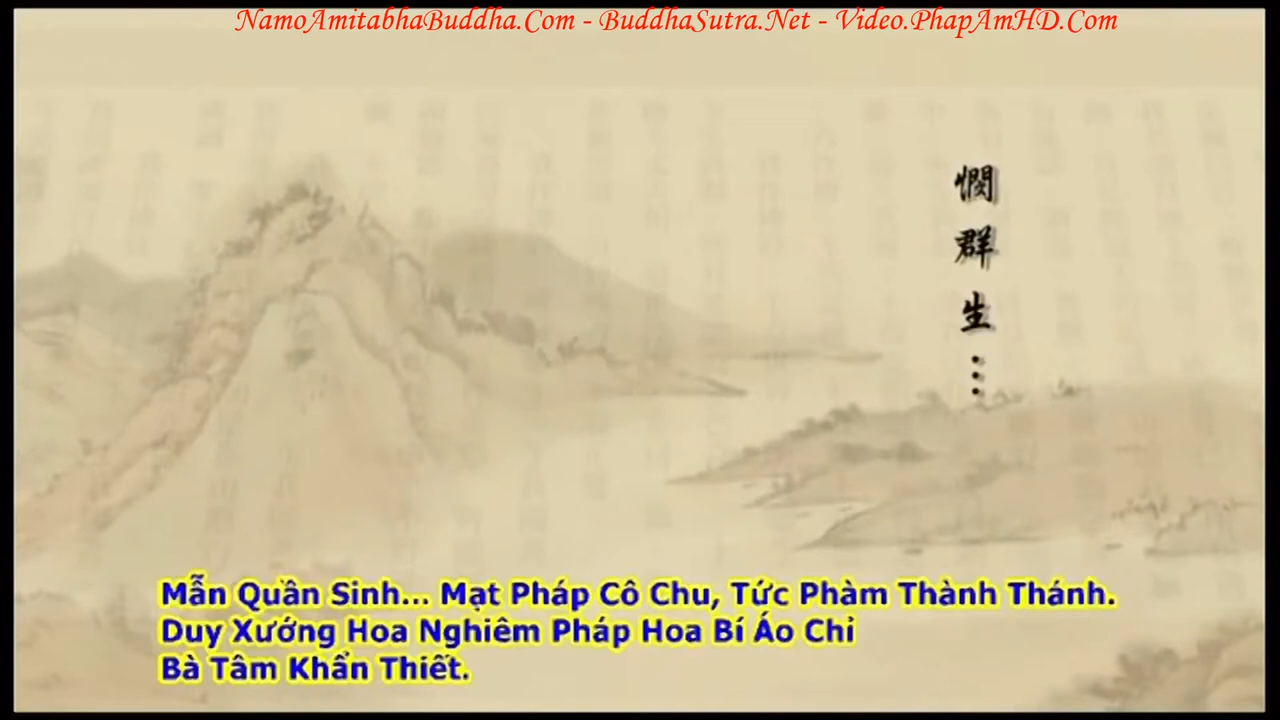 NamoAmitabhaBuddha.Com - BuddhaSutra.Net - Video.PhapAmHD.Com
憫群生…
Mẫn Quần Sinh... Mạt Pháp Cô Chu, Tức Phàm Thành Thánh.
Duy Xướng Hoa Nghiêm Pháp Hoa Bí Áo Chỉ
Bà Tâm Khẩn Thiết.